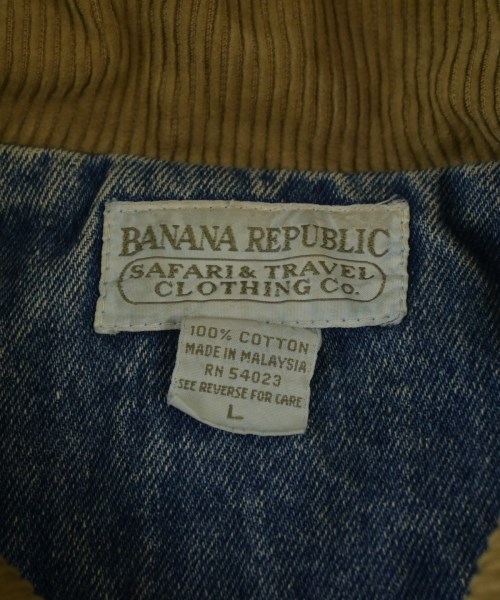 BANANA REPUBLIC
SAFARI & TRAVEL
CLOTHING CO.
100% COTTON
MADE IN MALAYSIA
RN 54023
SEE REVERSE FOR CARE
L